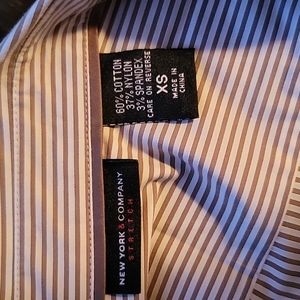 60% COTTON
37% NYLON
3% SPANDEX
CARE ON REVERSE
XS
MADE IN
CHINA
NEW YORK & COMPANY
STRETCH